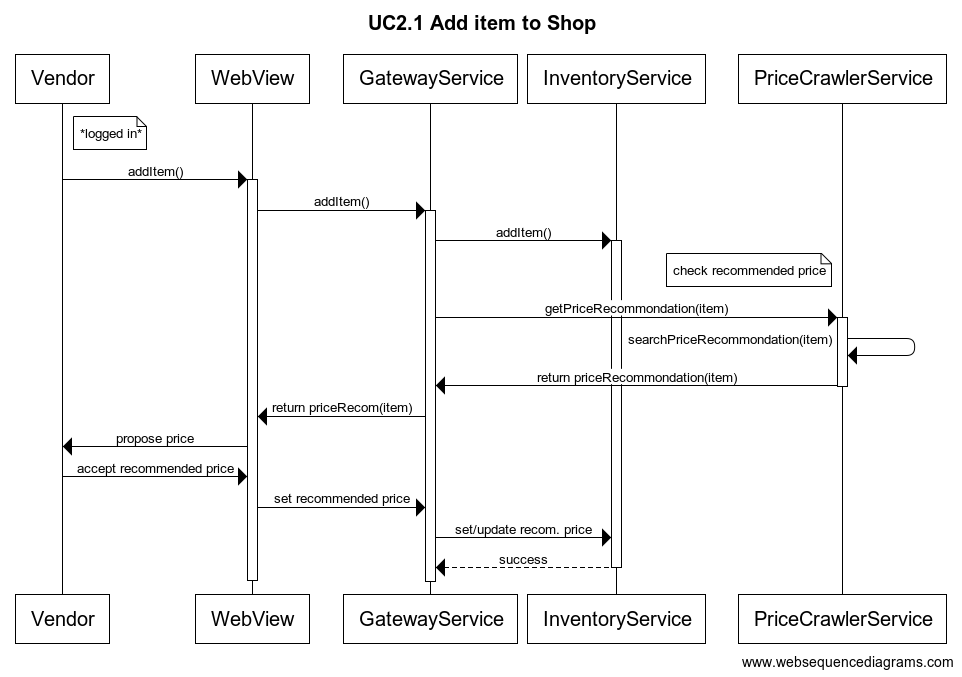 UC2.1 Add item to Shop
Vendor
WebView
GatewayService
InventoryService
PriceCrawlerService
*logged in*
addItem()
addItem()
addItem()
check recommended price
getPriceRecommondation(item)
searchPriceRecommondation(item)
return priceRecommondation(item)
return priceRecom(item)
propose price
accept recommended price
set recommended price
set/update recom. price
success
Vendor
WebView
GatewayService
InventoryService
PriceCrawlerService
www.websequencediagrams.com